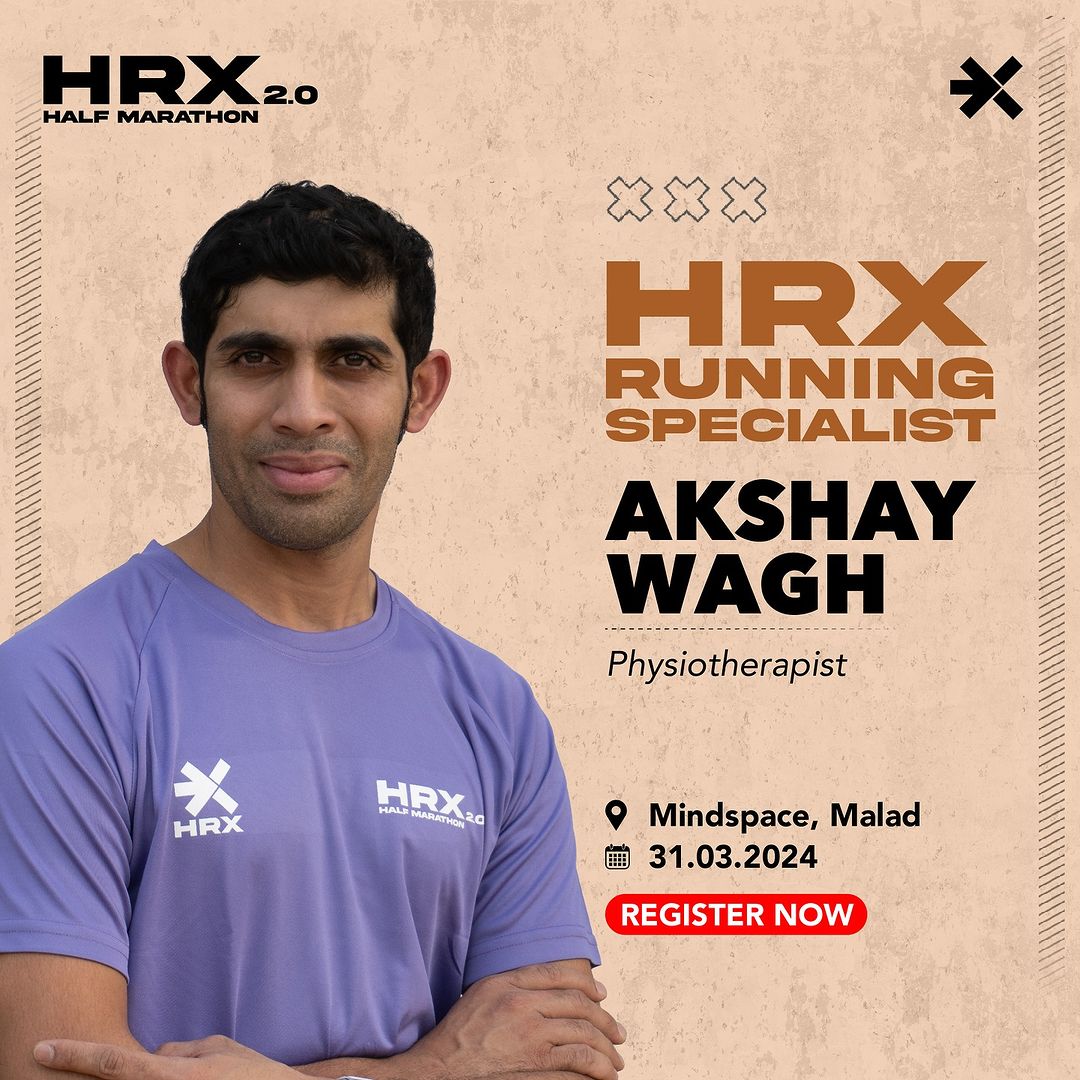 HRX 2.0
HALF MARATHON
HRX
RUNNING
SPECIALIST
AKSHAY
WAGH
Physiotherapist
HRX
HRX
HALF MARATHON 2.0
Mindspace, Malad
31.03.2024
REGISTER NOW